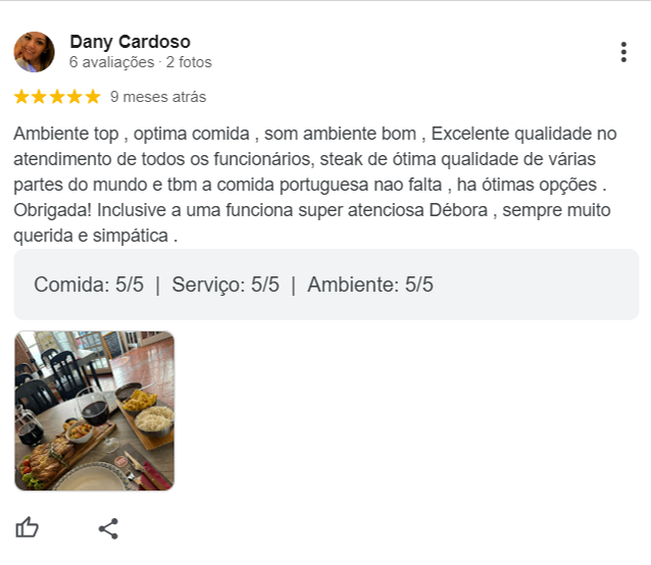 Dany Cardoso
6 avaliações · 2 fotos
9 meses atrás
Ambiente top , optima comida , som ambiente bom , Excelente qualidade no
atendimento de todos os funcionários, steak de ótima qualidade de várias
partes do mundo e tbm a comida portuguesa nao falta , ha ótimas opções .
Obrigada! Inclusive a uma funciona super atenciosa Débora , sempre muito
querida e simpática .
Comida: 5/5 | Serviço: 5/5 | Ambiente: 5/5